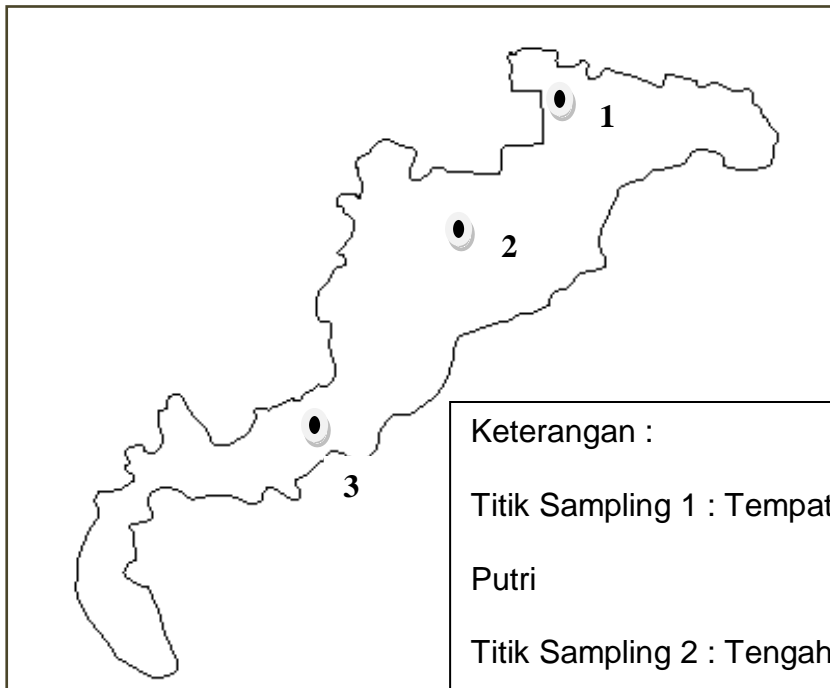 1
2
3
Keterangan :
Titik Sampling 1 : Tempat
Putri
Titik Sampling 2 : Tengah